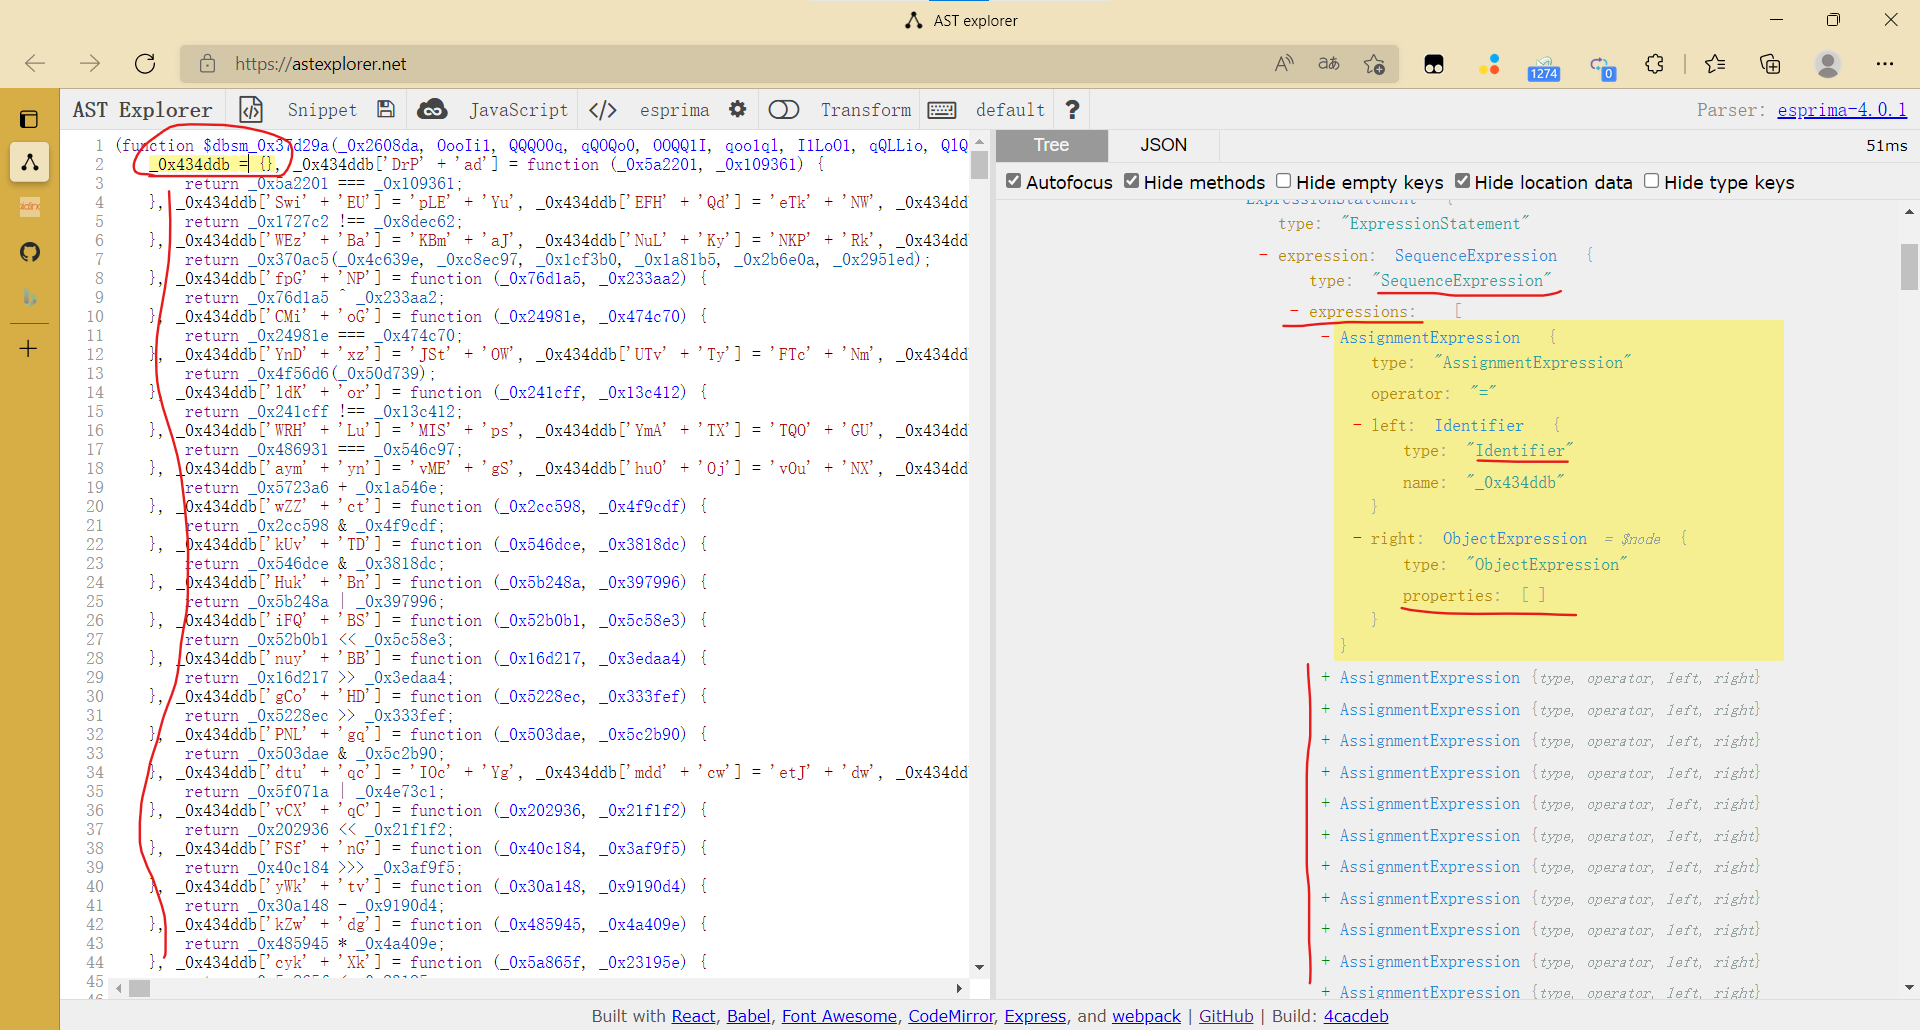 AST explorer
https://astexplorer.net
1274
0
AST Explorer
Snippet
JavaScript
esprima
Transform
default
?
Parser: esprima-4.0.1
1 (function $dbsm_0x37d29a(_0x2608da, OooIi1, QQQO0q, qOQoO0, OOQQ1I, qoo1q1, I1Lo01, qQLLio, Q1Q
2 _0x434ddb = {}, _0x434ddb['DrP' + 'ad'] = function (_0x5a2201, _0x109361) {
3 return _0x5a2201 === _0x109361;
4 }, _0x434ddb['Swi' + 'EU'] = 'pLE' + 'Yu', _0x434ddb['EFH' + 'Qd'] = 'eTk' + 'NW', _0x434dd
5 return _0x1727c2 !== _0x8dec62;
6 }, _0x434ddb['WEz' + 'Ba'] = 'KBm' + 'aJ', _0x434ddb['NuL' + 'Ky'] = 'NKP' + 'Rk', _0x434dd
7 return _0x370ac5(_0x4c639e, _0xc8ec97, _0x1cf3b0, _0x1a81b5, _0x2b6e0a, _0x2951ed);
8 }, _0x434ddb['fpG' + 'NP'] = function (_0x76d1a5, _0x233aa2) {
9 return _0x76d1a5 ^ _0x233aa2;
10 }, _0x434ddb['CMi' + 'oG'] = function (_0x24981e, _0x474c70) {
11 return _0x24981e === _0x474c70;
12 }, _0x434ddb['YnD' + 'xz'] = 'JSt' + 'OW', _0x434ddb['UTv' + 'Ty'] = 'FTc' + 'Nm', _0x434dd
13 return _0x4f56d6(_0x50d739);
14 }, _0x434ddb['ldK' + 'or'] = function (_0x241cff, _0x13c412) {
15 return _0x241cff !== _0x13c412;
16 }, _0x434ddb['WRH' + 'Lu'] = 'MIS' + 'ps', _0x434ddb['YmA' + 'TX'] = 'TQO' + 'GU', _0x434dd
17 return _0x486931 === _0x546c97;
18 }, _0x434ddb['aym' + 'yn'] = 'vME' + 'gS', _0x434ddb['huO' + 'Oj'] = 'vOu' + 'NX', _0x434dd
19 return _0x5723a6 + _0x1a546e;
20 }, _0x434ddb['wZZ' + 'ct'] = function (_0x2cc598, _0x4f9cdf) {
21 return _0x2cc598 & _0x4f9cdf;
22 }, _0x434ddb['kUv' + 'TD'] = function (_0x546dce, _0x3818dc) {
23 return _0x546dce & _0x3818dc;
24 }, _0x434ddb['Huk' + 'Bn'] = function (_0x5b248a, _0x397996) {
25 return _0x5b248a | _0x397996;
26 }, _0x434ddb['iFQ' + 'BS'] = function (_0x52b0b1, _0x5c58e3) {
27 return _0x52b0b1 << _0x5c58e3;
28 }, _0x434ddb['nuy' + 'BB'] = function (_0x16d217, _0x3edaa4) {
29 return _0x16d217 >> _0x3edaa4;
30 }, _0x434ddb['gCo' + 'HD'] = function (_0x5228ec, _0x333fef) {
31 return _0x5228ec >> _0x333fef;
32 }, _0x434ddb['PNL' + 'gq'] = function (_0x503dae, _0x5c2b90) {
33 return _0x503dae & _0x5c2b90;
34 }, _0x434ddb['dtu' + 'qc'] = 'IOc' + 'Yg', _0x434ddb['mdd' + 'cw'] = 'etJ' + 'dw', _0x434dd
35 return _0x5f071a | _0x4e73c1;
36 }, _0x434ddb['vCX' + 'qC'] = function (_0x202936, _0x21f1f2) {
37 return _0x202936 << _0x21f1f2;
38 }, _0x434ddb['FSf' + 'nG'] = function (_0x40c184, _0x3af9f5) {
39 return _0x40c184 >>> _0x3af9f5;
40 }, _0x434ddb['yWk' + 'tv'] = function (_0x30a148, _0x9190d4) {
41 return _0x30a148 - _0x9190d4;
42 }, _0x434ddb['kZw' + 'dg'] = function (_0x485945, _0x4a409e) {
43 return _0x485945 * _0x4a409e;
44 }, _0x434ddb['cyk' + 'Xk'] = function (_0x5a865f, _0x23195e) {
45
Tree
JSON
51ms
Autofocus Hide methods Hide empty keys Hide location data Hide type keys
ExpressionStatement {
type: "ExpressionStatement"
- expression: SequenceExpression {
type: "SequenceExpression"
- expressions: [
- AssignmentExpression {
type: "AssignmentExpression"
operator: "="
- left: Identifier {
type: "Identifier"
name: "_0x434ddb"
}
- right: ObjectExpression = $node {
type: "ObjectExpression"
properties: [ ]
}
}
+ AssignmentExpression {type, operator, left, right}
+ AssignmentExpression {type, operator, left, right}
+ AssignmentExpression {type, operator, left, right}
+ AssignmentExpression {type, operator, left, right}
+ AssignmentExpression {type, operator, left, right}
+ AssignmentExpression {type, operator, left, right}
+ AssignmentExpression {type, operator, left, right}
+ AssignmentExpression {type, operator, left, right}
+ AssignmentExpression {type, operator, left, right}
+ AssignmentExpression {type, operator, left, right}
+ AssignmentExpression {type, operator, left, right}
Built with React, Babel, Font Awesome, CodeMirror, Express, and webpack | GitHub | Build: 4cacdeb